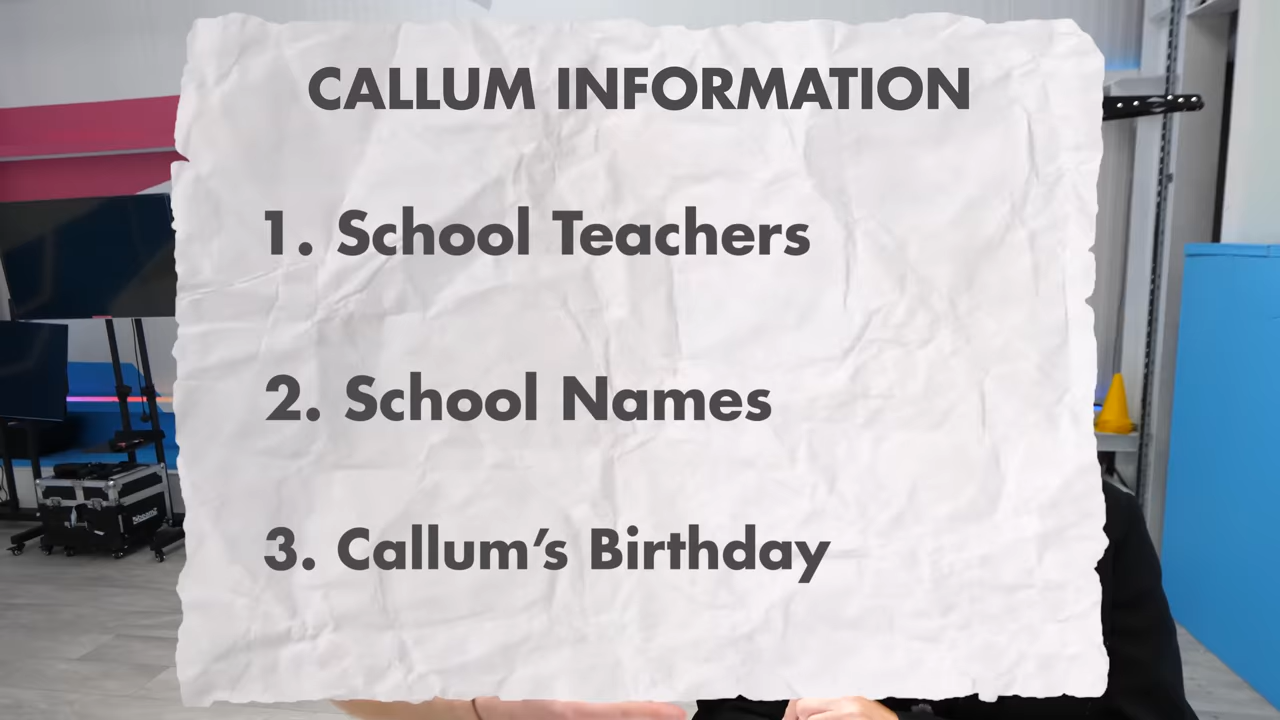 CALLUM INFORMATION
1. School Teachers
2. School Names
3. Callum's Birthday